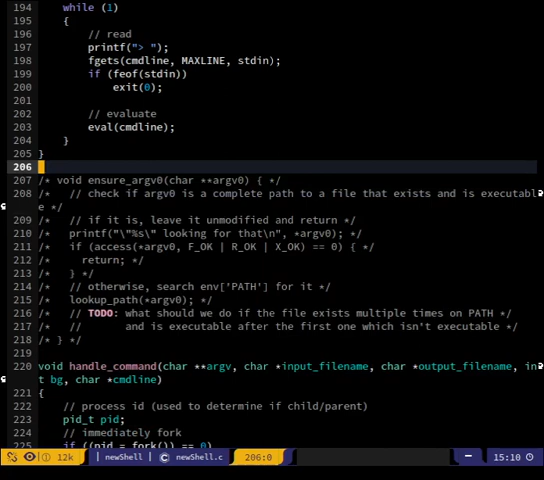 194 while (1)
195 {
196 // read
197 printf("> ");
198 fgets(cmdline, MAXLINE, stdin);
199 if (feof(stdin))
200 exit(0);
201
202 // evaluate
203 eval(cmdline);
204 }
205 }
206
207 /* void ensure_argv0(char **argv0) { */
208 /* // check if argv0 is a complete path to a file that exists and is executabl
e */
209 /* // if it is, leave it unmodified and return */
210 /* printf("\"%s\" looking for that\n", *argv0); */
211 /* if (access(*argv0, F_OK | R_OK | X_OK) == 0) { */
212 /* return; */
213 /* } */
214 /* // otherwise, search env['PATH'] for it */
215 /* lookup_path(*argv0); */
216 /* // TODO: what should we do if the file exists multiple times on PATH */
217 /* // and is executable after the first one which isn't executable */
218 /* } */
219
220 void handle_command(char **argv, char *input_filename, char *output_filename, in
t bg, char *cmdline)
221 {
222 // process id (used to determine if child/parent)
223 pid_t pid;
224 // immediately fork
225 if ((pid = fork()) == 0)
1 12k | newShell | C newShell.c 206:0 − 15:10